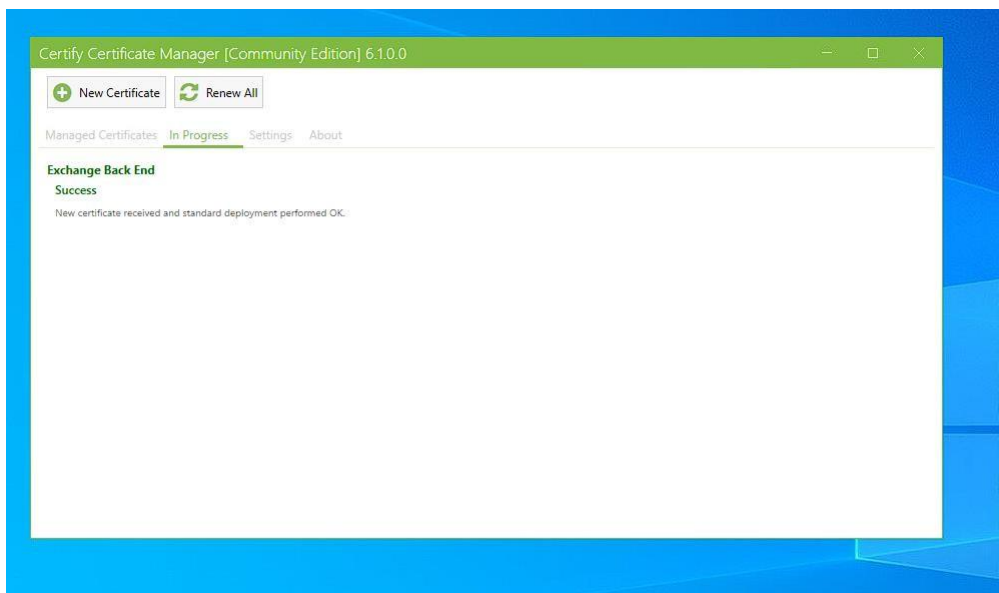 Certify Certificate Manager [Community Edition] 6.1.0.0
New Certificate Renew All
Managed Certificates In Progress Settings About
Exchange Back End
Success
New certificate received and standard deployment performed OK.